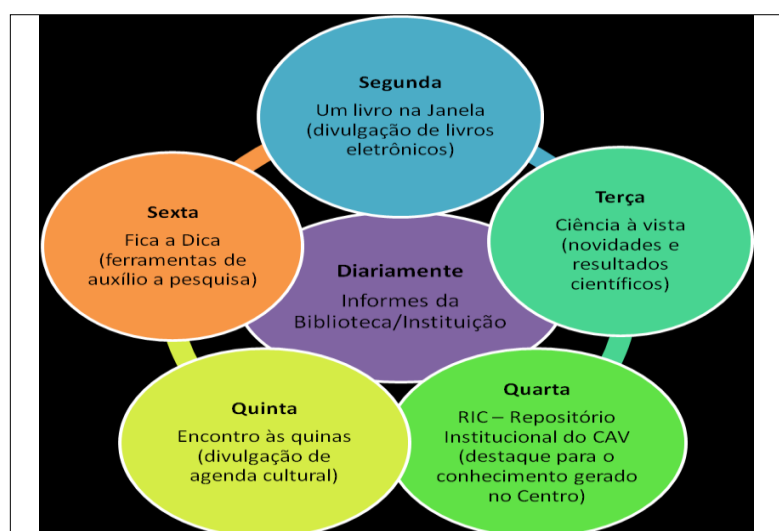 Segunda
Um livro na Janela
(divulgação de livros
eletrônicos)
Terça
Ciência à vista
(novidades e
resultados
científicos)
Quarta
RIC – Repositório
Institucional do CAV
(destaque para o
conhecimento gerado
no Centro)
Quinta
Encontro às quinas
(divulgação de
agenda cultural)
Sexta
Fica a Dica
(ferramentas de
auxílio a pesquisa)
Diariamente
Informes da
Biblioteca/Instituição